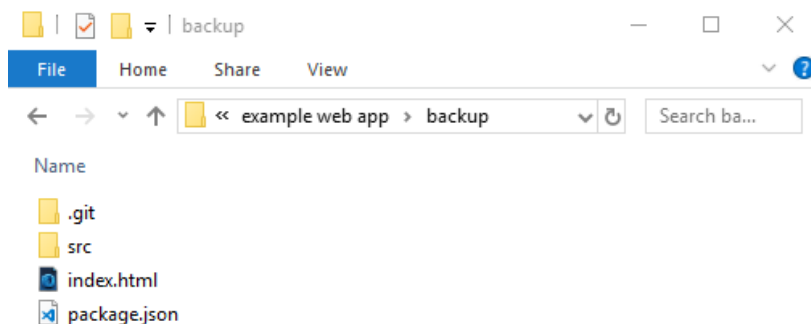 backup
File Home Share View
« example web app > backup Search ba...
Name
.git
src
index.html
package.json